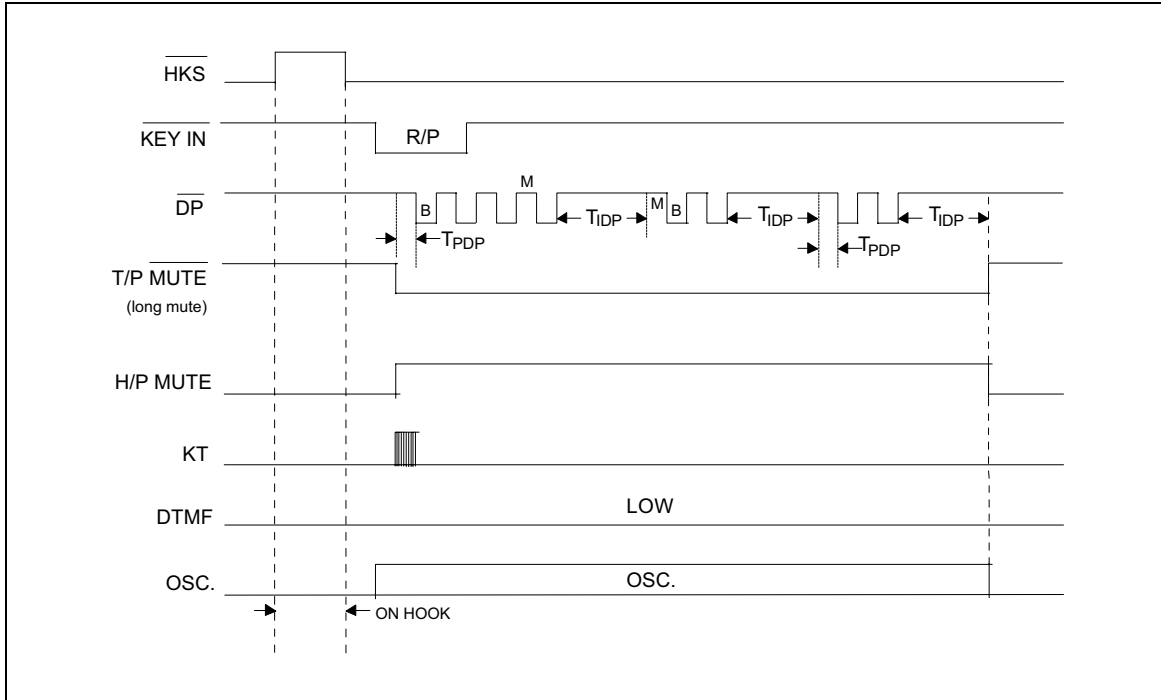 HKS
KEY IN
R/P
M
DP
B
TIDP
M
B
TIDP
TIDP
TPDP
TPDP
T/P MUTE
(long mute)
H/P MUTE
KT
LOW
DTMF
OSC.
OSC.
ON HOOK